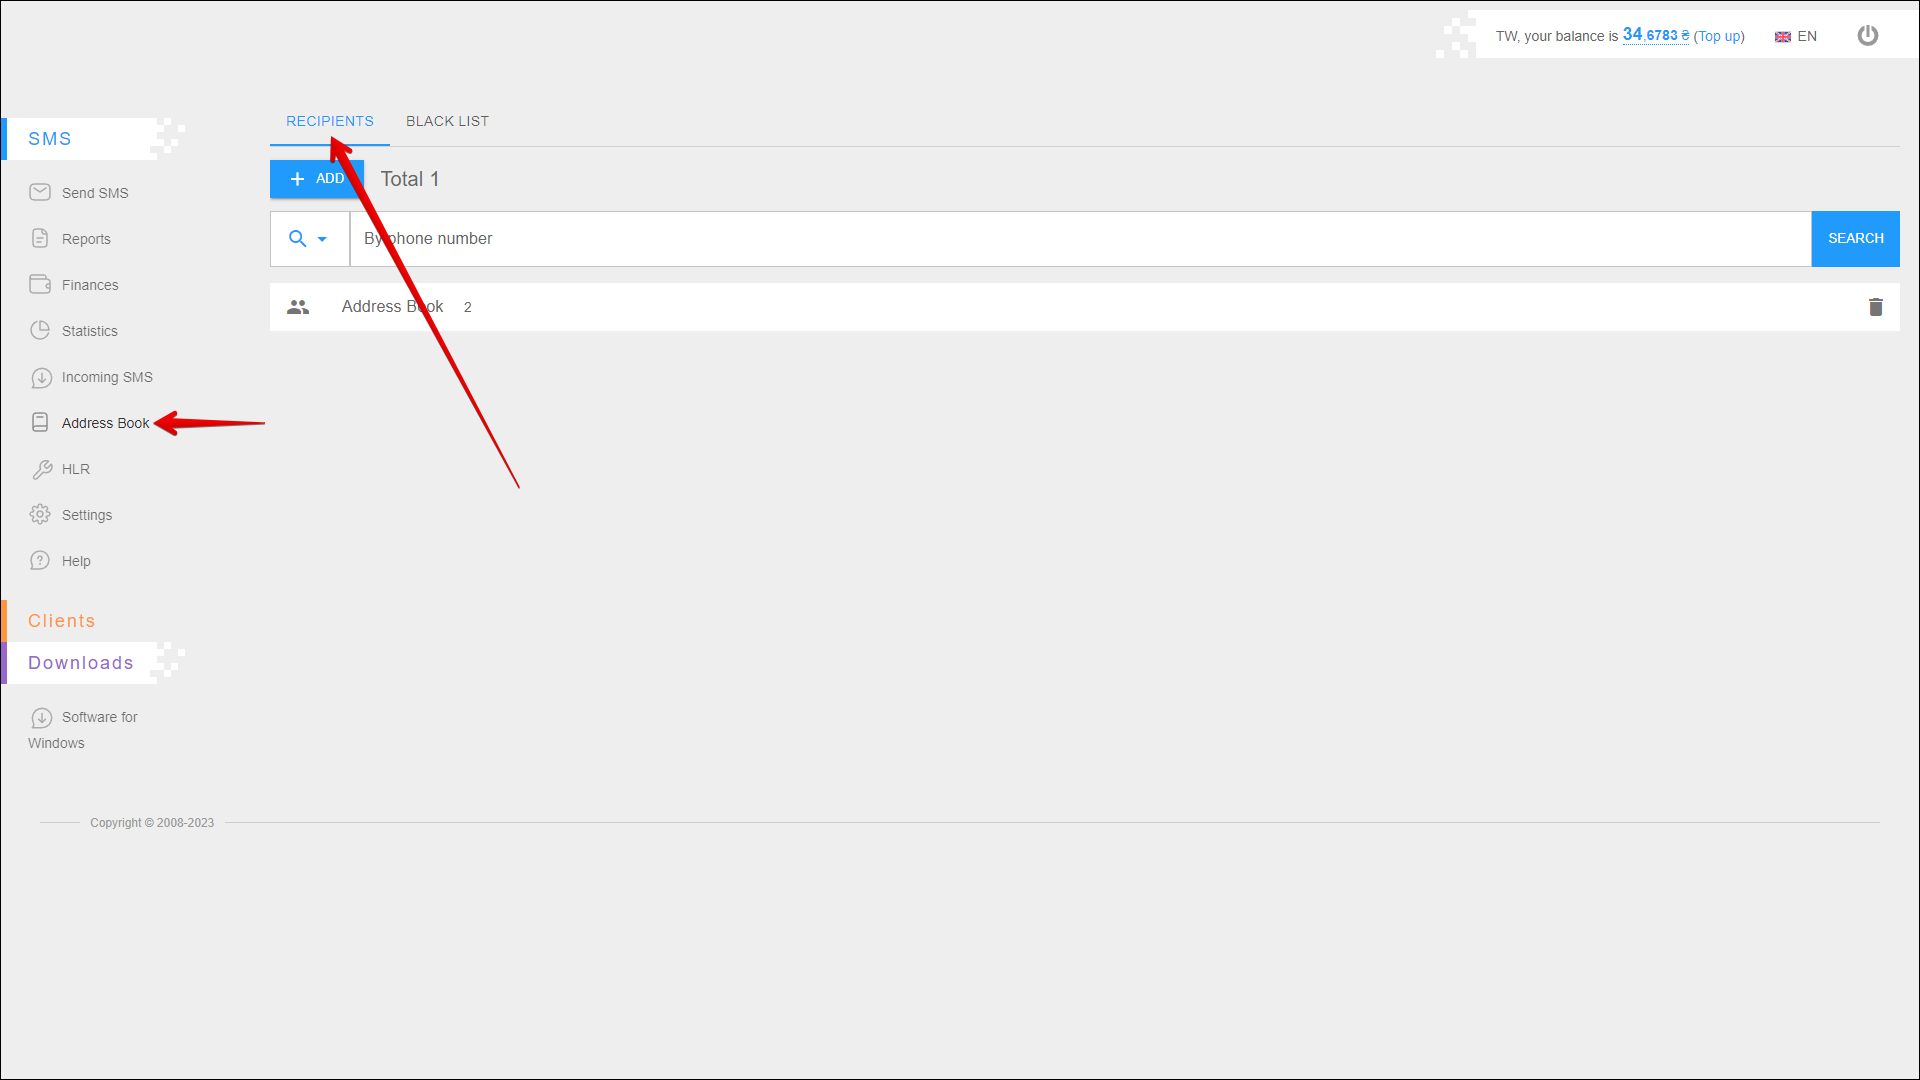 TW, your balance is 34,6783 ₴ (Top up) EN
RECIPIENTS BLACK LIST
SMS
ADD Total 1
Send SMS
Reports
By phone number SEARCH
Finances
Address Book 2
Statistics
Incoming SMS
Address Book
HLR
Settings
Help
Clients
Downloads
Software for
Windows
Copyright © 2008-2023